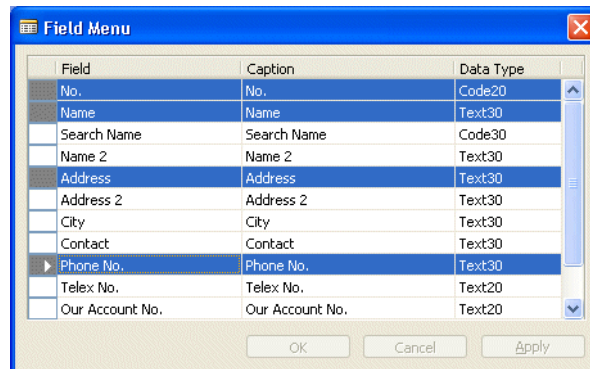 Field Menu
Field Caption Data Type
No. No. Code20
Name Name Text30
Search Name Search Name Code30
Name 2 Name 2 Text30
Address Address Text30
Address 2 Address 2 Text30
City City Text30
Contact Contact Text30
Phone No. Phone No. Text30
Telex No. Telex No. Text20
Our Account No. Our Account No. Text20
OK Cancel Apply